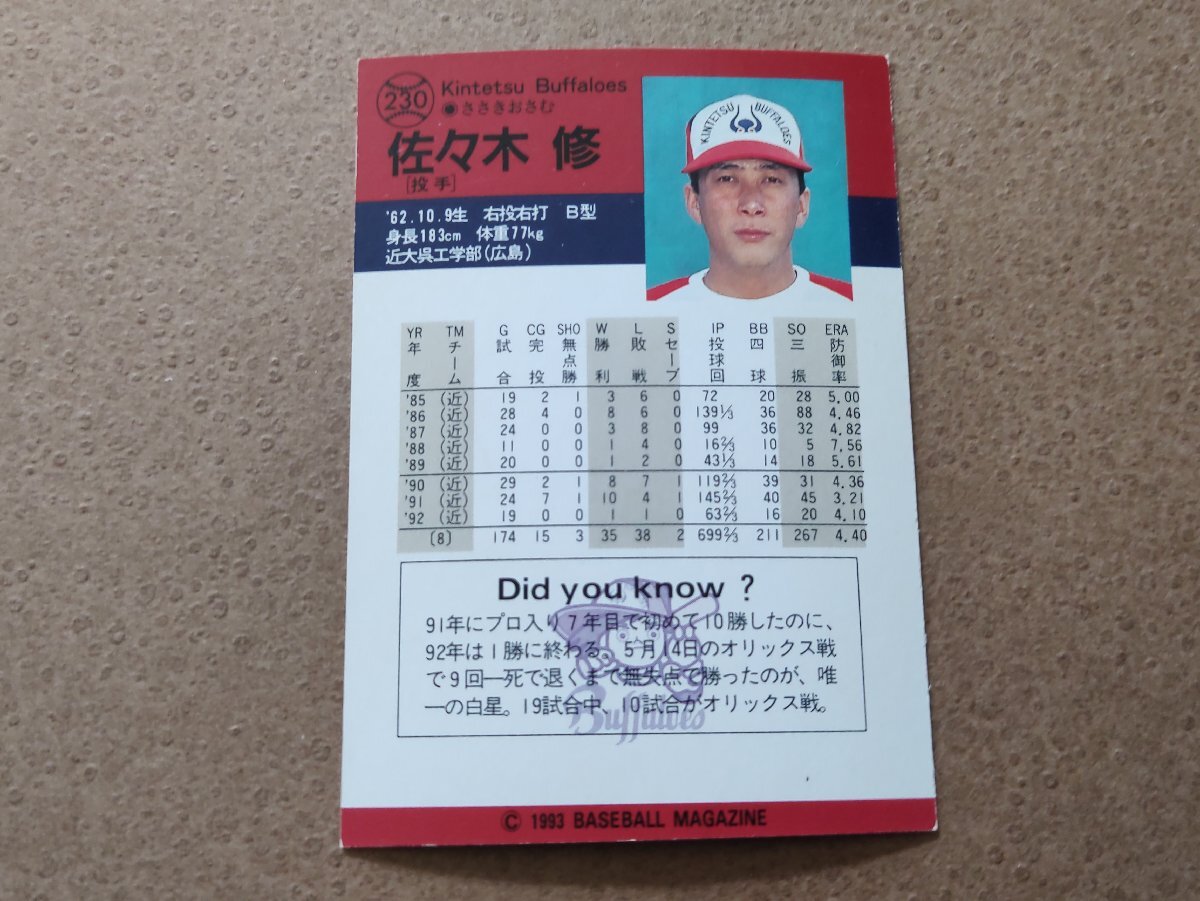 230
Kintetsu Buffaloes
●ささきおさむ
佐々木 修
[投手]
KINTETSU BUFFALOES
'62.10.9生 右投右打 B型
身長183cm 体重77kg
近大呉工学部(広島)
YR TM G CG SHO W L S IP BB SO ERA
年度 チーム 試合 完投 無点勝 勝利 敗戦 セーブ 投球回 四球 三振 防御率
'85 (近) 19 2 1 3 6 0 72 20 28 5.00
'86 (近) 28 4 0 8 6 0 139 1/3 36 88 4.46
'87 (近) 24 0 0 3 8 0 99 36 32 4.82
'88 (近) 11 0 0 1 4 0 16 2/3 10 5 7.56
'89 (近) 20 0 0 1 2 0 43 1/3 14 18 5.61
'90 (近) 29 2 1 8 7 1 119 2/3 39 31 4.36
'91 (近) 24 7 1 10 4 1 145 2/3 40 45 3.21
'92 (近) 19 0 0 1 1 0 63 2/3 16 20 4.10
[8] 174 15 3 35 38 2 699 2/3 211 267 4.40
Did you know ?
91年にプロ入り7年目で初めて10勝したのに、
92年は1勝に終わる。5月14日のオリックス戦
で9回一死で退くまで無失点で勝ったのが、唯
一の白星。19試合中、10試合がオリックス戦。
Buffaloes
© 1993 BASEBALL MAGAZINE